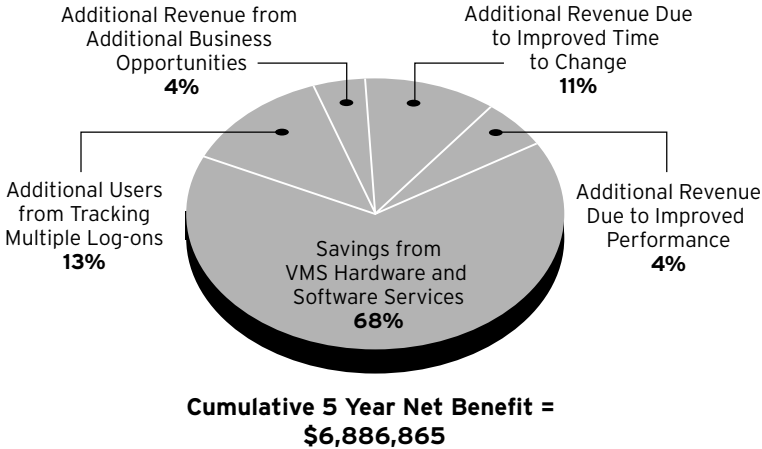 Additional Revenue from
Additional Business
Opportunities
4%
Additional Revenue Due
to Improved Time
to Change
11%
Additional Users
from Tracking
Multiple Log-ons
13%
Additional Revenue
Due to Improved
Performance
4%
Savings from
VMS Hardware and
Software Services
68%
Cumulative 5 Year Net Benefit =
$6,886,865